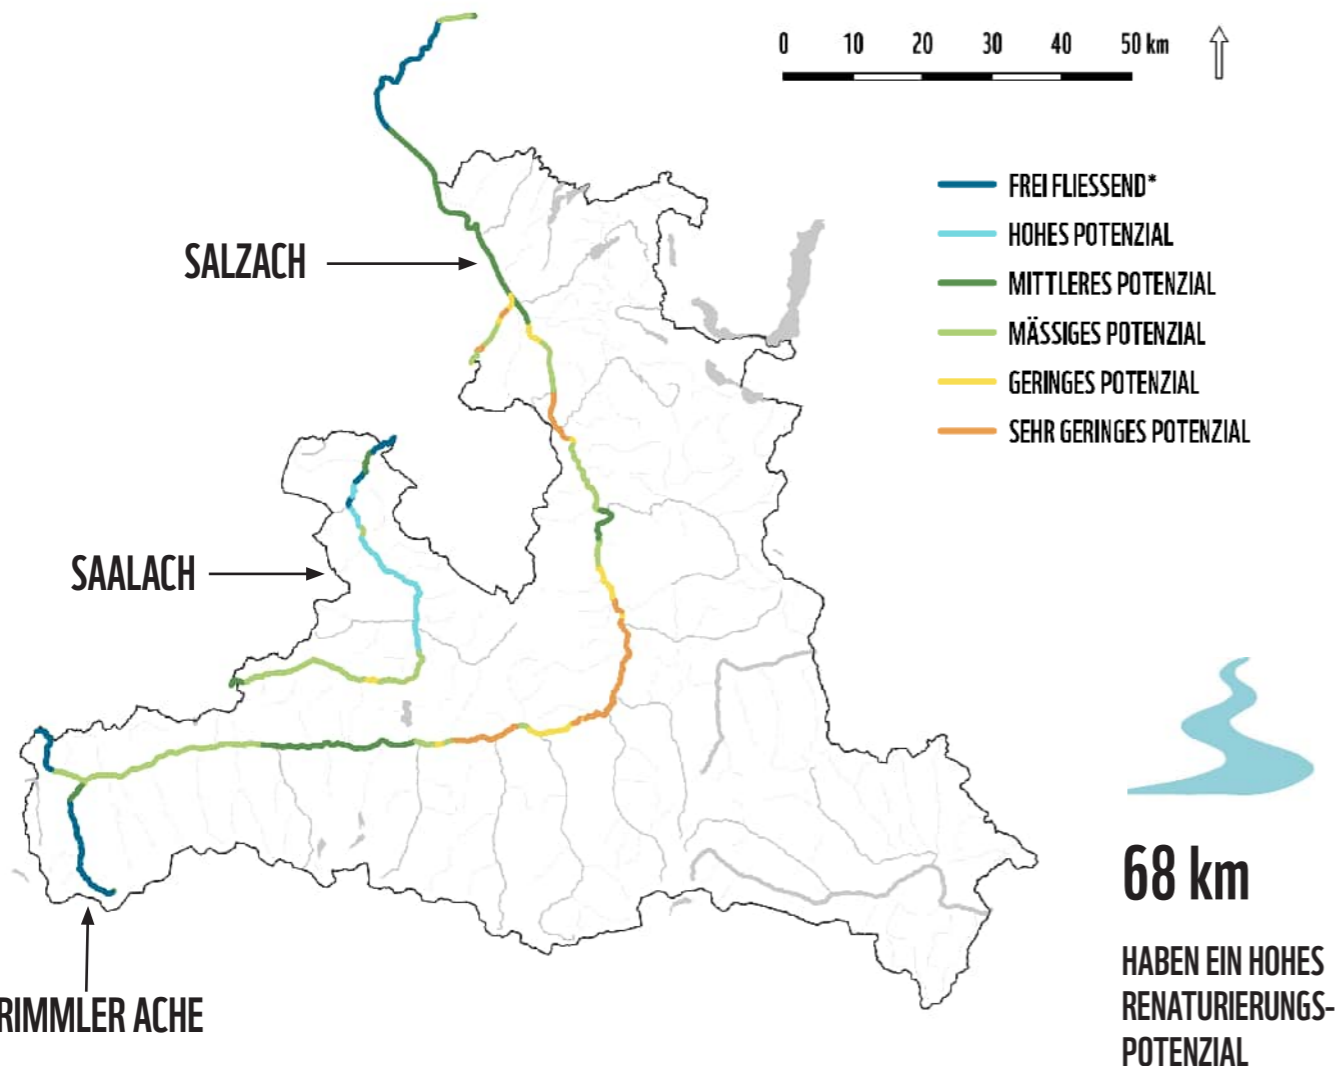 0 10 20 30 40 50 km
FREI FLIESSEND*
HOHES POTENZIAL
MITTLERES POTENZIAL
MÄSSIGES POTENZIAL
GERINGES POTENZIAL
SEHR GERINGES POTENZIAL
SALZACH
SAALACH
RIMMLER ACHE
68 km
HABEN EIN HOHES
RENATURIERUNGS-
POTENZIAL